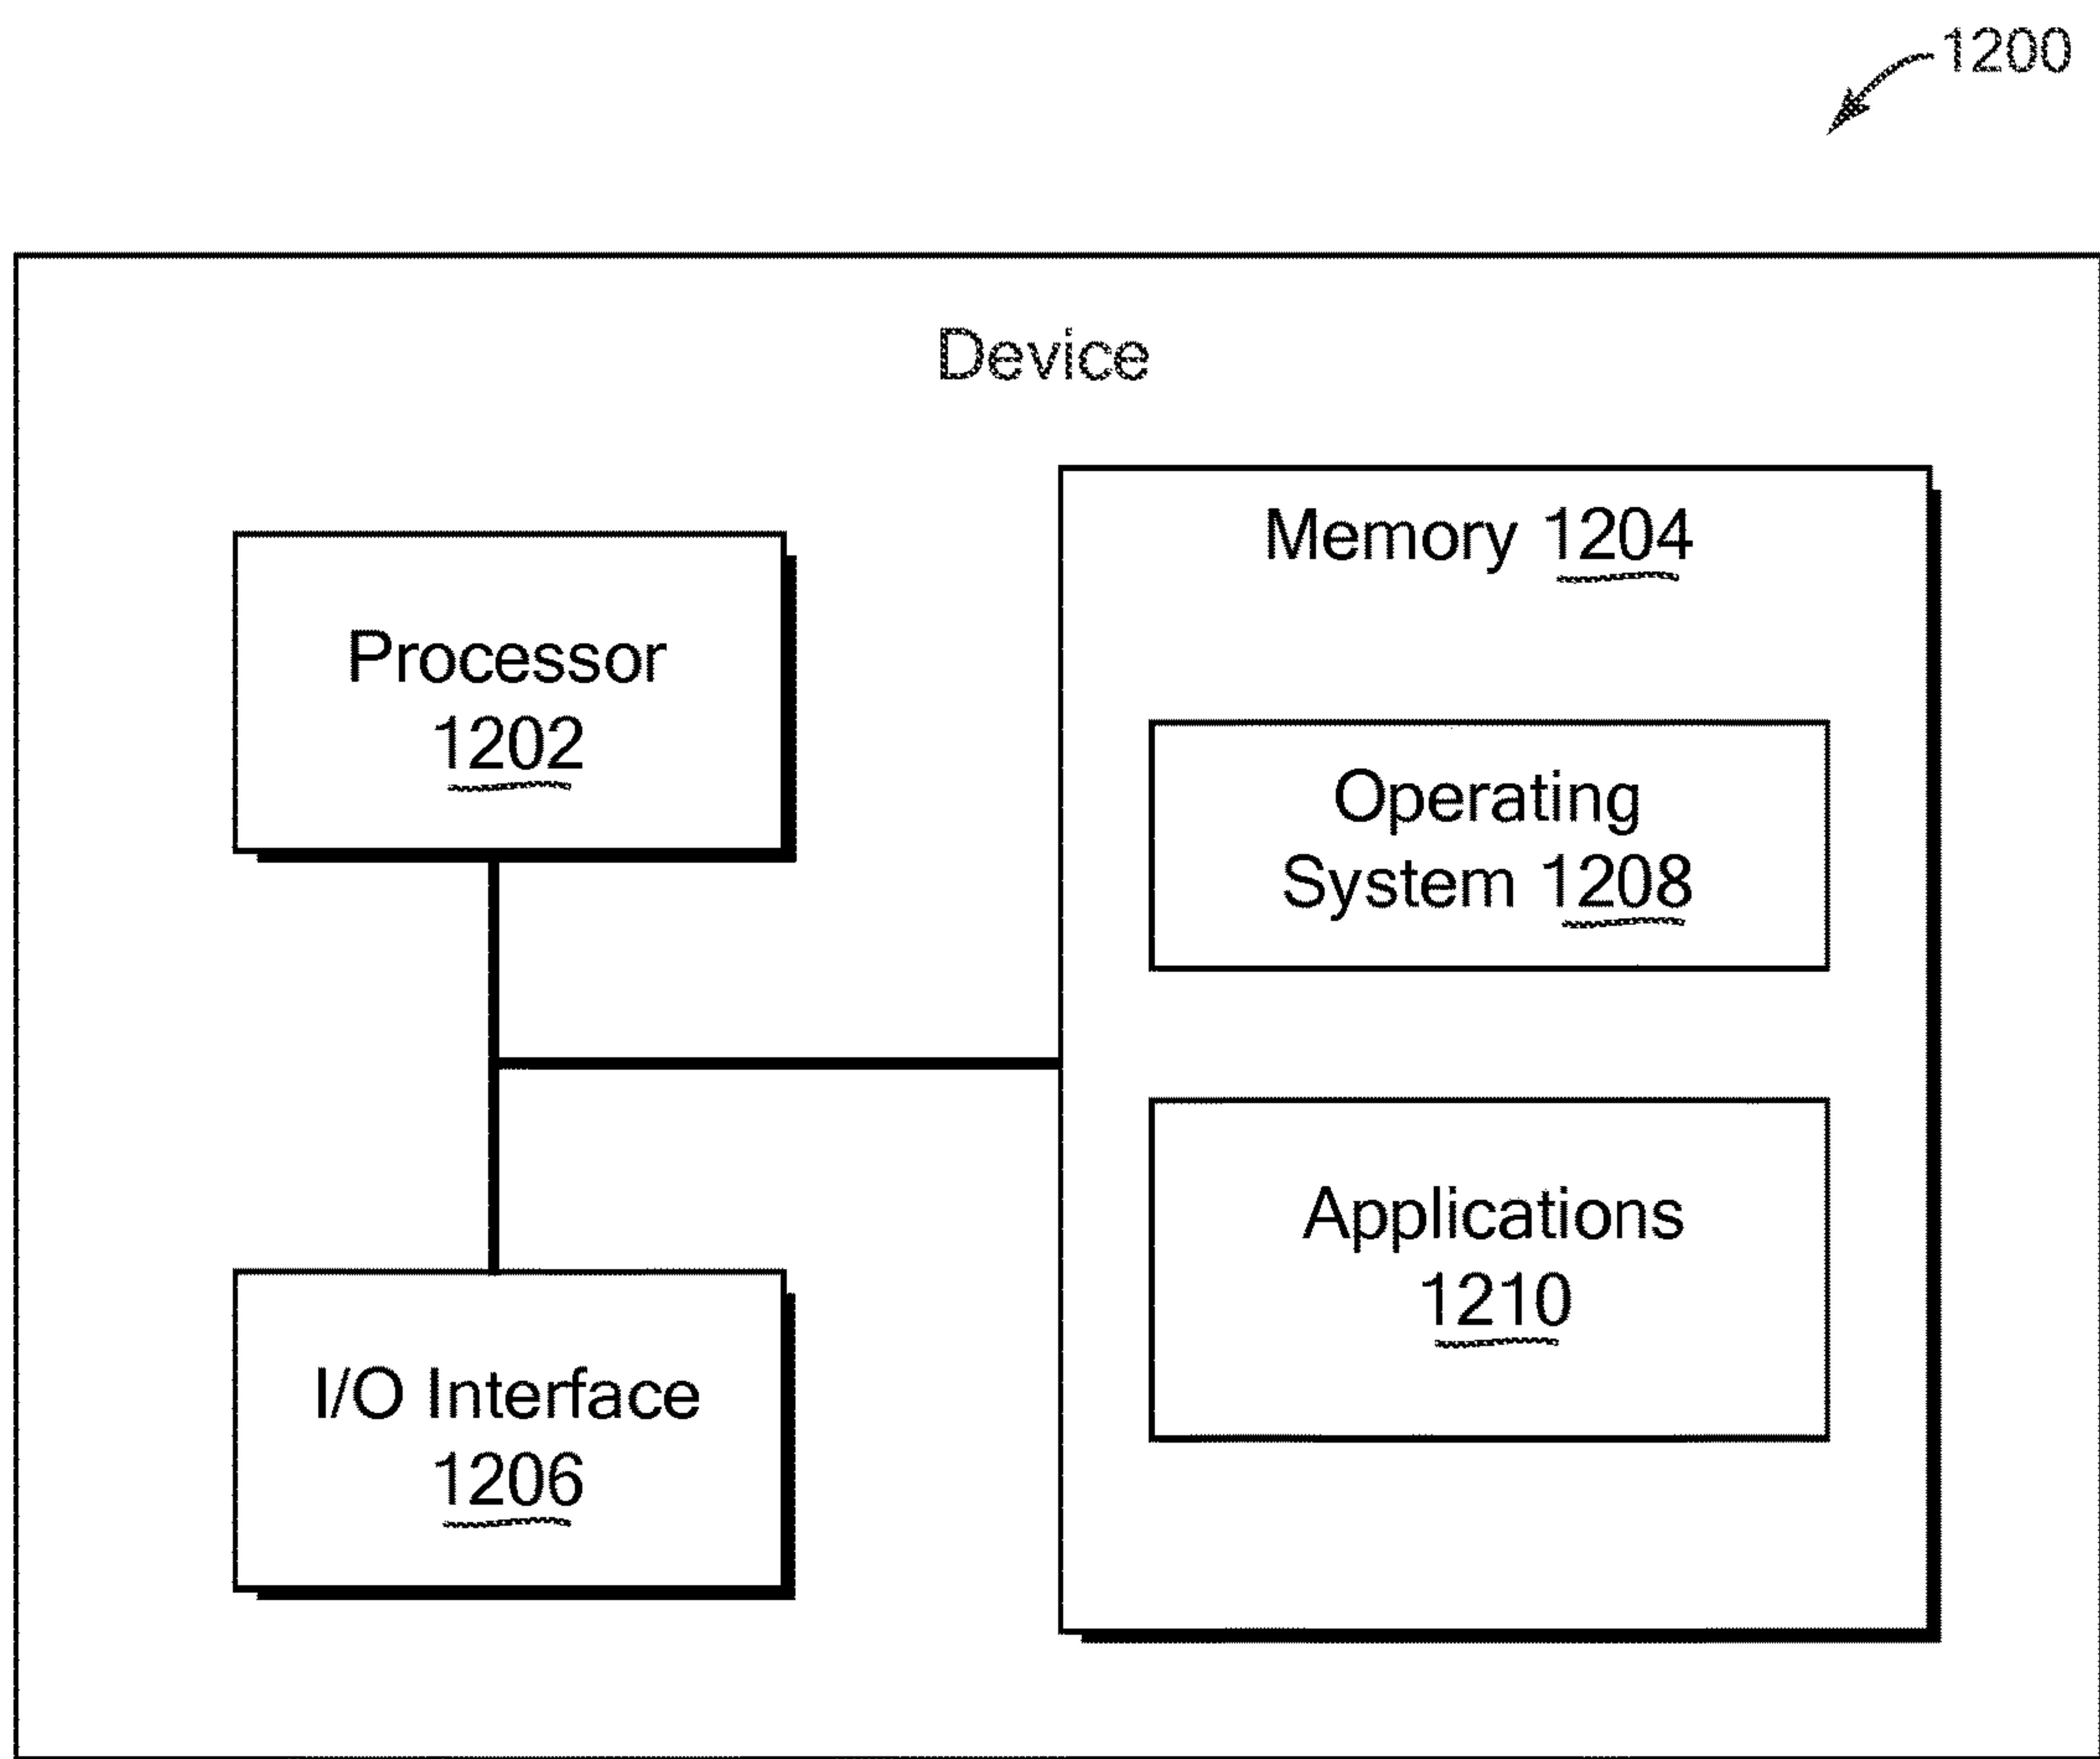 1200
Device
Processor
1202
Memory 1204
Operating
System 1208
Applications
1210
I/O Interface
1206